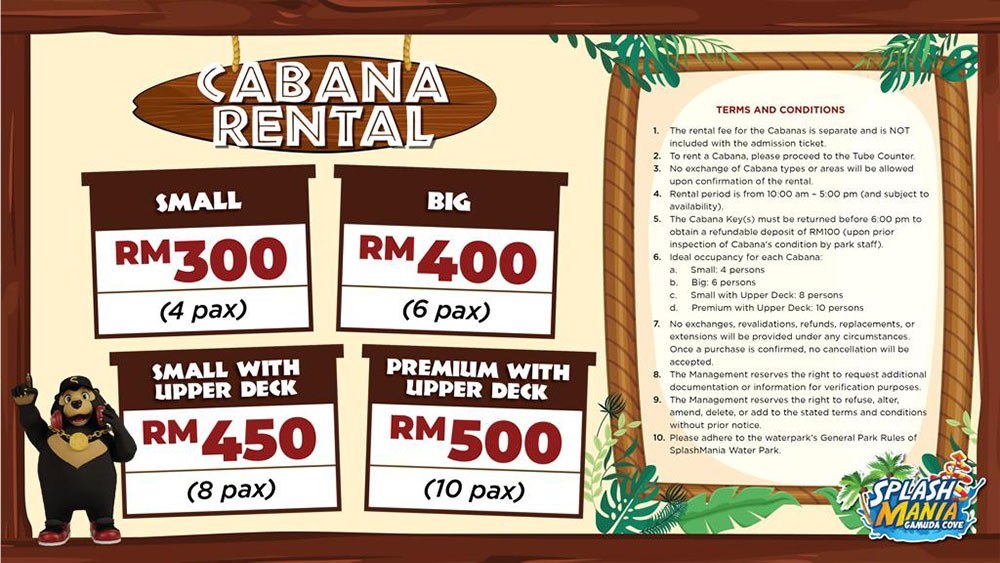 CABANA
RENTAL
SMALL
RM300
(4 pax)
BIG
RM400
(6 pax)
SMALL WITH
UPPER DECK
RM450
(8 pax)
PREMIUM WITH
UPPER DECK
RM500
(10 pax)
TERMS AND CONDITIONS
1. The rental fee for the Cabanas is separate and is NOT
included with the admission ticket.
2. To rent a Cabana, please proceed to the Tube Counter.
3. No exchange of Cabana types or areas will be allowed
upon confirmation of the rental.
4. Rental period is from 10:00 am – 5:00 pm (and subject to
availability).
5. The Cabana Key(s) must be returned before 6:00 pm to
obtain a refundable deposit of RM100 (upon prior
inspection of Cabana's condition by park staff).
6. Ideal occupancy for each Cabana:
a. Small: 4 persons
b. Big: 6 persons
c. Small with Upper Deck: 8 persons
d. Premium with Upper Deck: 10 persons
7. No exchanges, revalidations, refunds, replacements, or
extensions will be provided under any circumstances.
Once a purchase is confirmed, no cancellation will be
accepted.
8. The Management reserves the right to request additional
documentation or information for verification purposes.
9. The Management reserves the right to refuse, alter,
amend, delete, or add to the stated terms and conditions
without prior notice.
10. Please adhere to the waterpark's General Park Rules of
SplashMania Water Park.
SPLASH
MANIA
GAMUDA COVE